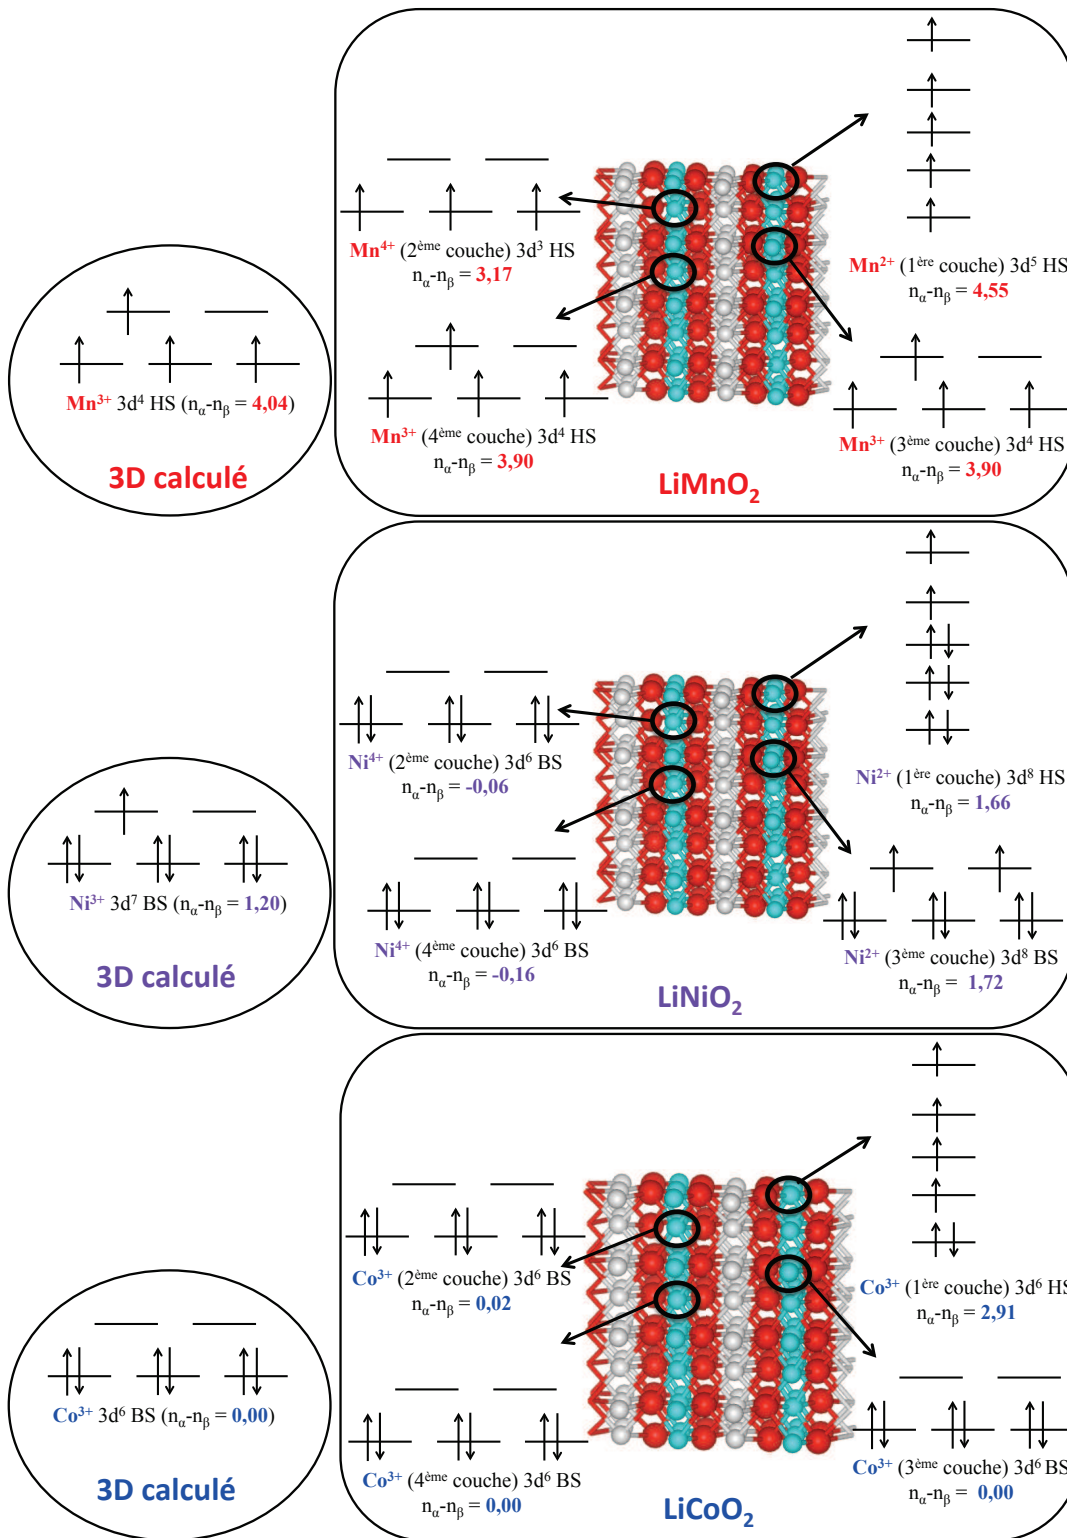 Mn⁴⁺ (2ème couche) 3d³ HS
nα-nβ = 3,17
Mn²⁺ (1ère couche) 3d⁵ HS
nα-nβ = 4,55
Mn³⁺ 3d⁴ HS (nα-nβ = 4,04)
3D calculé
Mn³⁺ (4ème couche) 3d⁴ HS
nα-nβ = 3,90
Mn³⁺ (3ème couche) 3d⁴ HS
nα-nβ = 3,90
LiMnO₂
Ni⁴⁺ (2ème couche) 3d⁶ BS
nα-nβ = -0,06
Ni²⁺ (1ère couche) 3d⁸ HS
nα-nβ = 1,66
Ni³⁺ 3d⁷ BS (nα-nβ = 1,20)
3D calculé
Ni⁴⁺ (4ème couche) 3d⁶ BS
nα-nβ = -0,16
Ni²⁺ (3ème couche) 3d⁸ BS
nα-nβ = 1,72
LiNiO₂
Co³⁺ (2ème couche) 3d⁶ BS
nα-nβ = 0,02
Co³⁺ (1ère couche) 3d⁶ HS
nα-nβ = 2,91
Co³⁺ 3d⁶ BS (nα-nβ = 0,00)
3D calculé
Co³⁺ (4ème couche) 3d⁶ BS
nα-nβ = 0,00
Co³⁺ (3ème couche) 3d⁶ BS
nα-nβ = 0,00
LiCoO₂